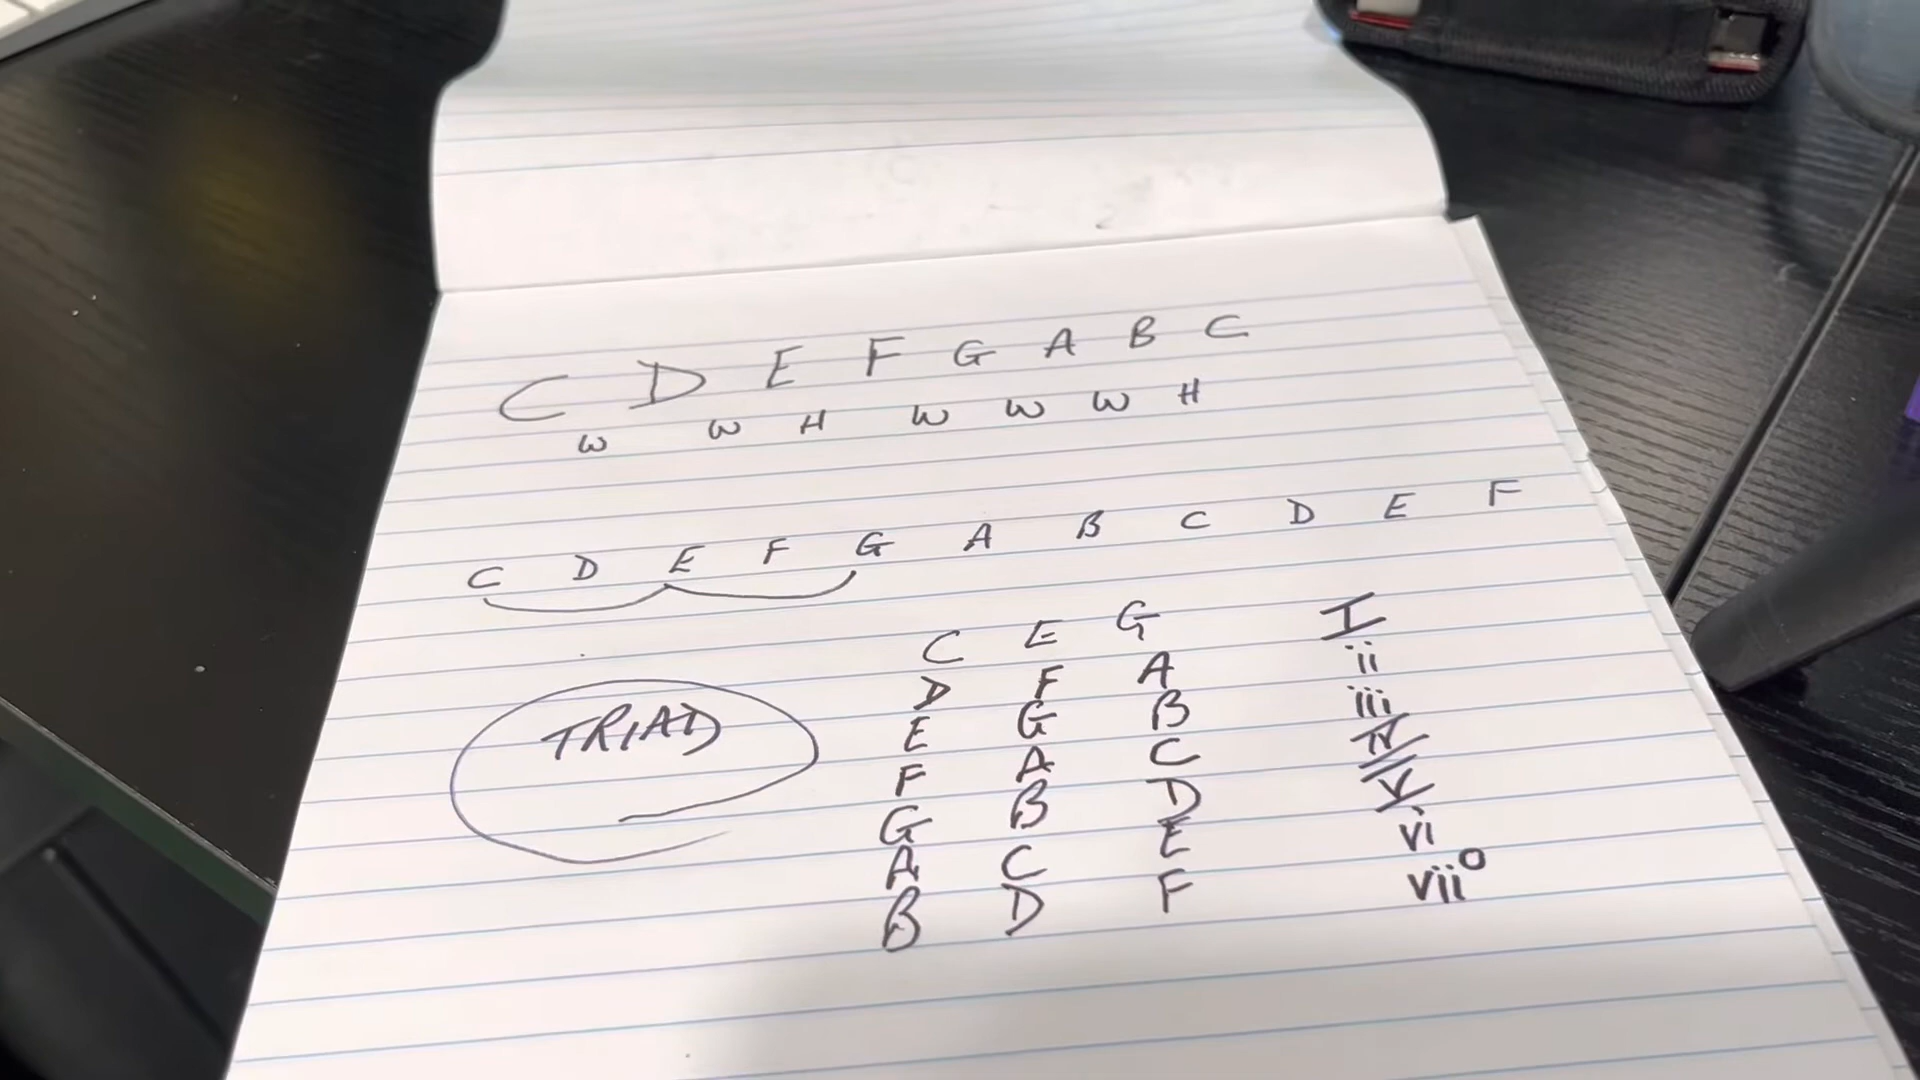 C D E F G A B C
W W H W W W H
C D E F G A B C D E F
TRIAD
C E G I
D F A ii
E G B iii
F A C IV
G B D V
A C E vi
B D F vii°